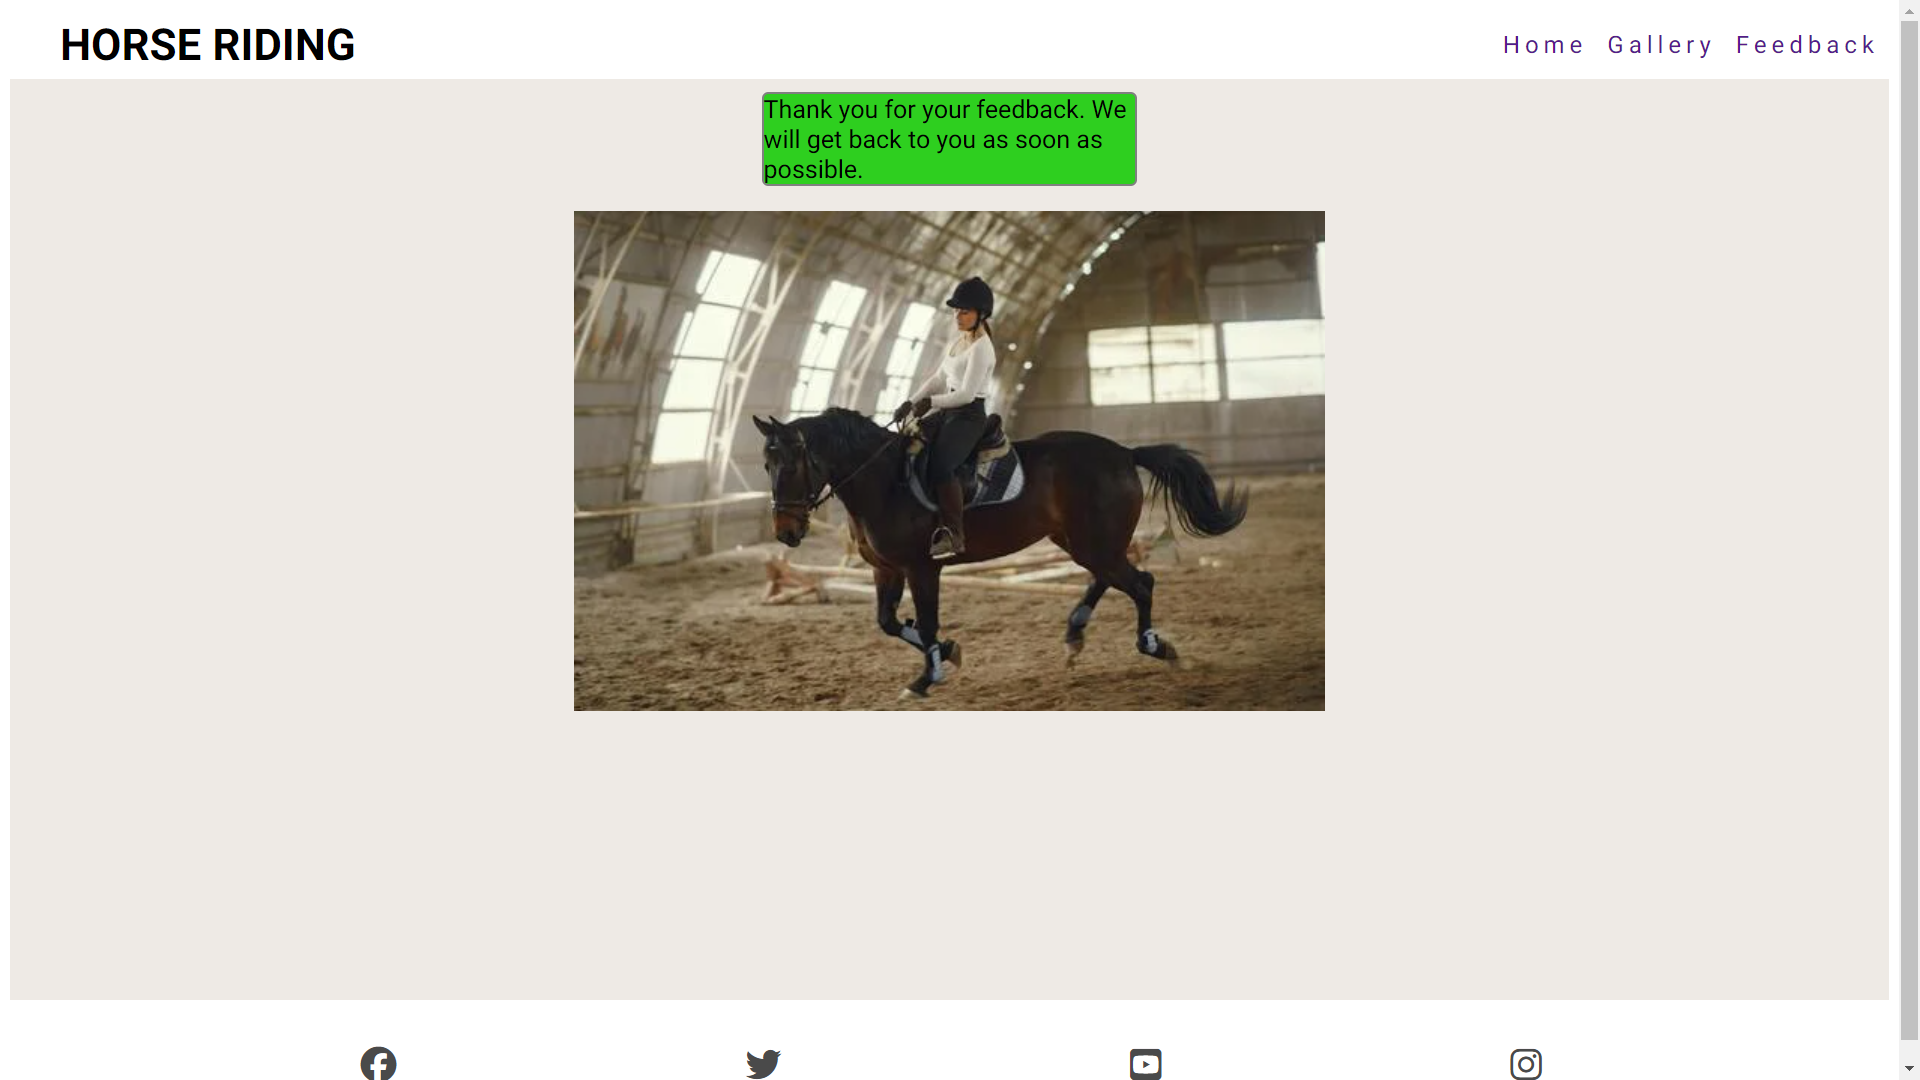 HORSE RIDING
Home Gallery Feedback
Thank you for your feedback. We
will get back to you as soon as
possible.